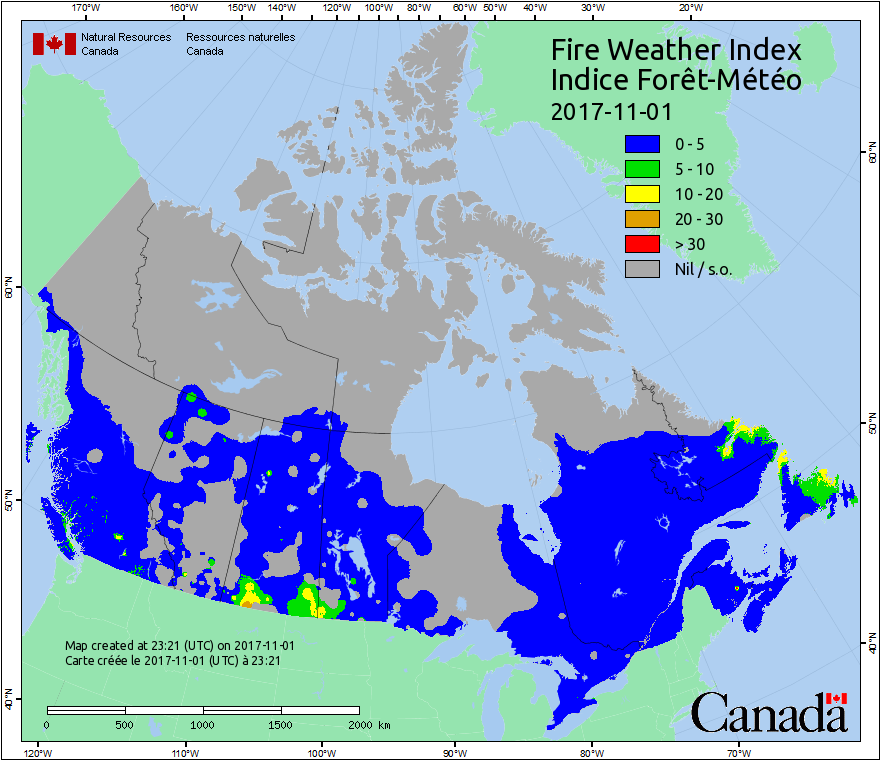 170°W 160°W 150°W 140°W 130°W 120°W 110°W 100°W 90°W 80°W 70°W 60°W 50°W 40°W 30°W 20°W
Natural Resources Ressources naturelles
Canada Canada
Fire Weather Index
Indice Forêt-Météo
2017-11-01
0 - 5
5 - 10
10 - 20
20 - 30
> 30
Nil / s.o.
60°N
60°N
50°N
50°N
40°N
40°N
Map created at 23:21 (UTC) on 2017-11-01
Carte créée le 2017-11-01 (UTC) à 23:21
0 500 1000 1500 2000 km
Canada
120°W 110°W 100°W 90°W 80°W 70°W